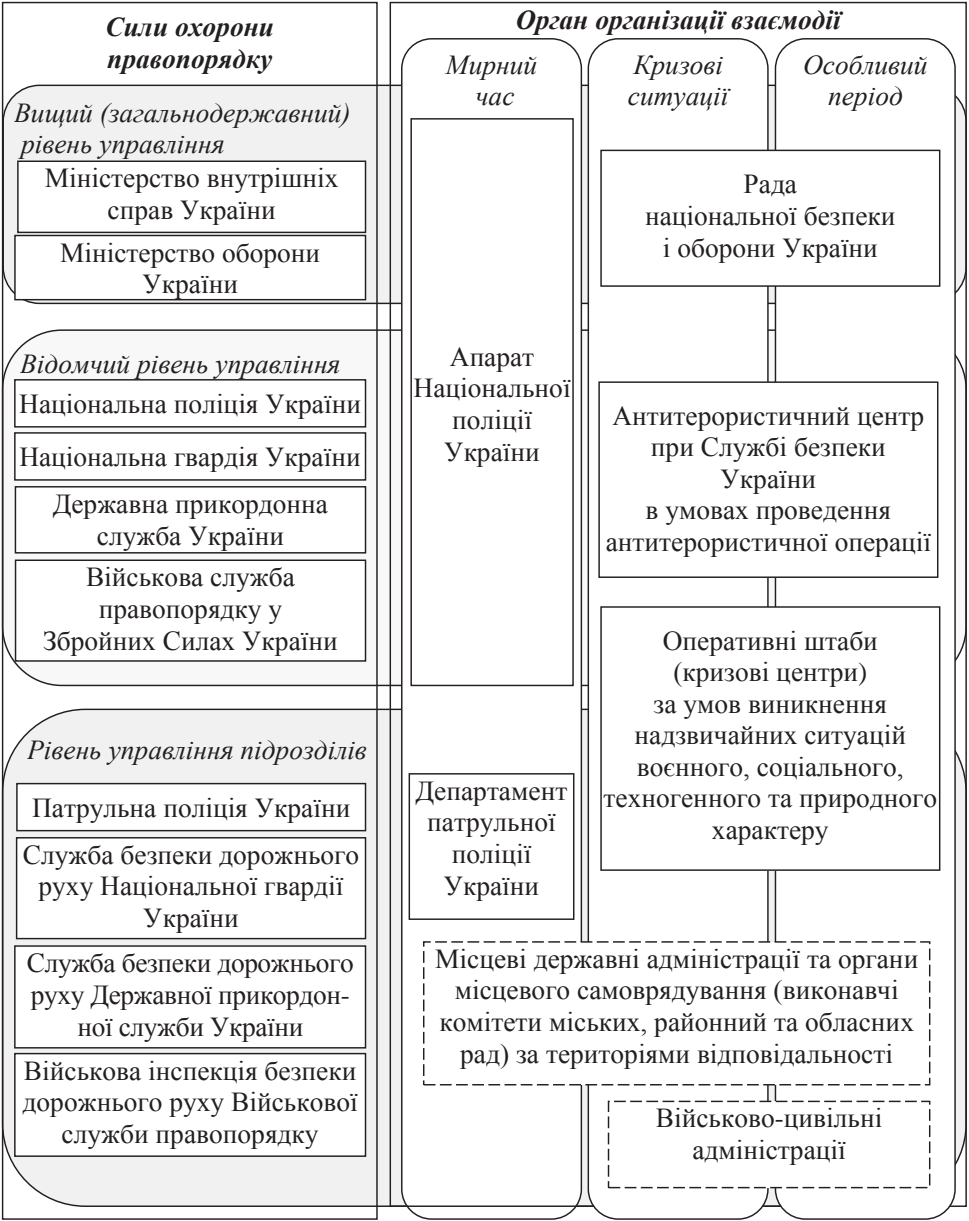 Сили охорони
правопорядку
Орган організації взаємодії
Мирний
час
Кризові
ситуації
Особливий
період
Вищий (загальнодержавний)
рівень управління
Міністерство внутрішніх
справ України
Міністерство оборони
України
Рада
національної безпеки
і оборони України
Апарат
Національної
поліції
України
Відомчий рівень управління
Національна поліція України
Національна гвардія України
Державна прикордонна
служба України
Військова служба
правопорядку у
Збройних Силах України
Антитерористичний центр
при Службі безпеки
України
в умовах проведення
антитерористичної операції
Оперативні штаби
(кризові центри)
за умов виникнення
надзвичайних ситуацій
воєнного, соціального,
техногенного та природного
характеру
Рівень управління підрозділів
Патрульна поліція України
Служба безпеки дорожнього
руху Національної гвардії
України
Служба безпеки дорожнього
руху Державної прикордон-
ної служби України
Військова інспекція безпеки
дорожнього руху Військової
служби правопорядку
Департамент
патрульної
поліції
України
Місцеві державні адміністрації та органи
місцевого самоврядування (виконавчі
комітети міських, районний та обласних
рад) за територіями відповідальності
Військово-цивільні
адміністрації